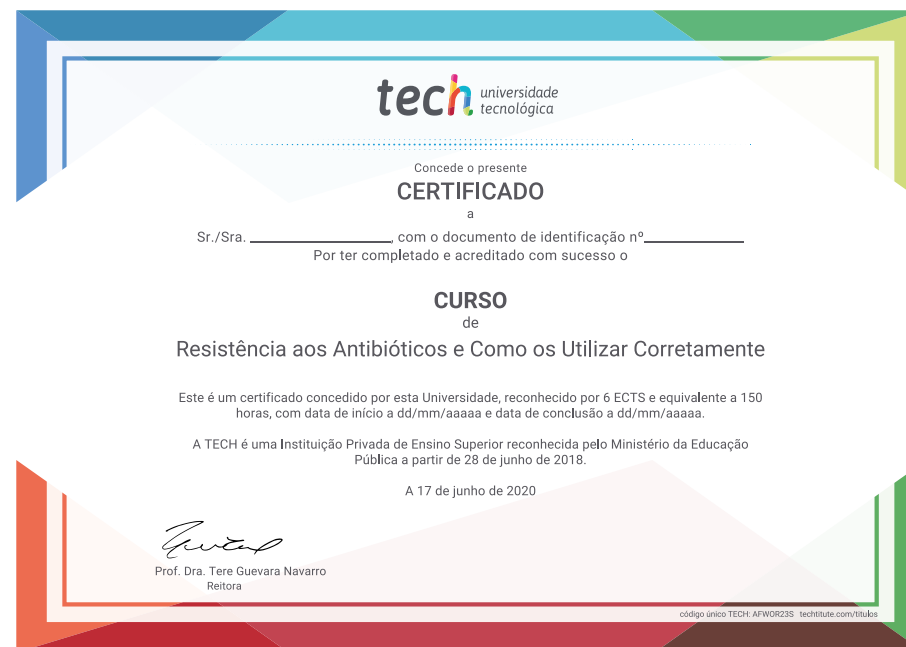 tech universidade
tecnológica
Concede o presente
CERTIFICADO
a
Sr./Sra. ____________________, com o documento de identificação nº______________
Por ter completado e acreditado com sucesso o
CURSO
de
Resistência aos Antibióticos e Como os Utilizar Corretamente
Este é um certificado concedido por esta Universidade, reconhecido por 6 ECTS e equivalente a 150
horas, com data de início a dd/mm/aaaaa e data de conclusão a dd/mm/aaaaa.
A TECH é uma Instituição Privada de Ensino Superior reconhecida pelo Ministério da Educação
Pública a partir de 28 de junho de 2018.
A 17 de junho de 2020
Prof. Dra. Tere Guevara Navarro
Reitora
código único TECH: AFWOR23S techtitute.com/titulos